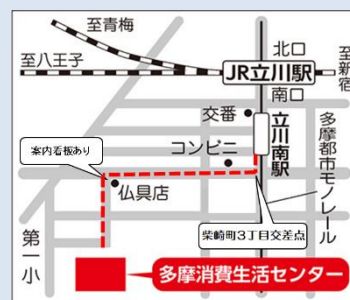 至青梅
至八王子
北口
JR立川駅
至新宿
南口
交番
立川南駅
多摩都市モノレール
案内看板あり
コンビニ
仏具店
柴崎町3丁目交差点
第一小
多摩消費生活センター